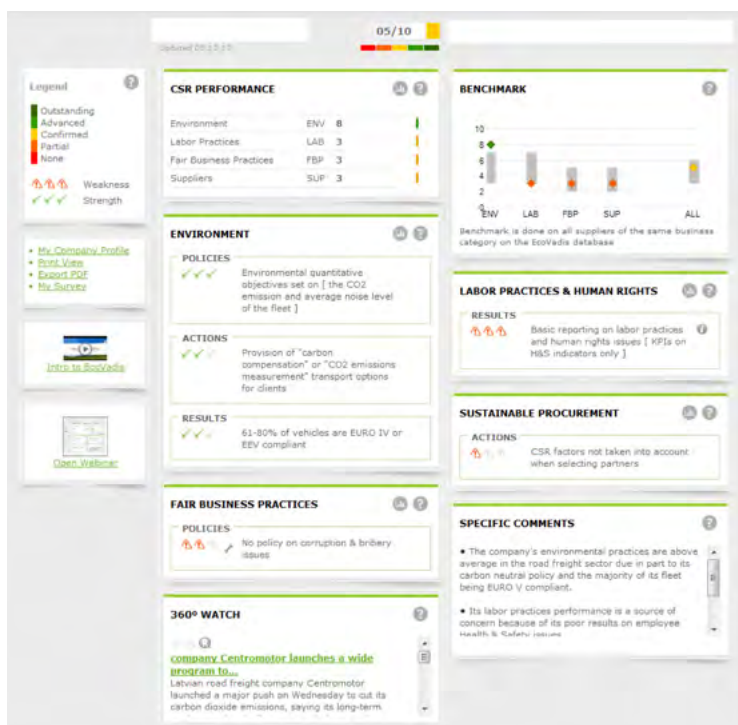 05/10
Legend
Outstanding
Advanced
Confirmed
Partial
None
Weakness
Strength
• My Company Profile
• Print View
• Export PDF
• My Survey
Intro to EcoVadis
Open Webinar
CSR PERFORMANCE
Environment ENV 8
Labor Practices LAB 3
Fair Business Practices FBP 3
Suppliers SUP 3
ENVIRONMENT
POLICIES
Environmental quantitative
objectives set on [ the CO2
emission and average noise level
of the fleet ]
ACTIONS
Provision of "carbon
compensation" or "CO2 emissions
measurement" transport options
for clients
RESULTS
61-80% of vehicles are EURO IV or
EEV compliant
FAIR BUSINESS PRACTICES
POLICIES
No policy on corruption & bribery
issues
360º WATCH
company Centromotor launches a wide
program to...
Latvian road freight company Centromotor
launched a major push on Wednesday to cut its
carbon dioxide emissions, saying its long-term
BENCHMARK
10
8
6
4
2
0
ENV LAB FBP SUP ALL
Benchmark is done on all suppliers of the same business
category on the EcoVadis database
LABOR PRACTICES & HUMAN RIGHTS
RESULTS
Basic reporting on labor practices
and human rights issues [ KPIs on
H&S indicators only ]
SUSTAINABLE PROCUREMENT
ACTIONS
CSR factors not taken into account
when selecting partners
SPECIFIC COMMENTS
• The company's environmental practices are above
average in the road freight sector due in part to its
carbon neutral policy and the majority of its fleet
being EURO V compliant.
• Its labor practices performance is a source of
concern because of its poor results on employee
Health & Safety issues